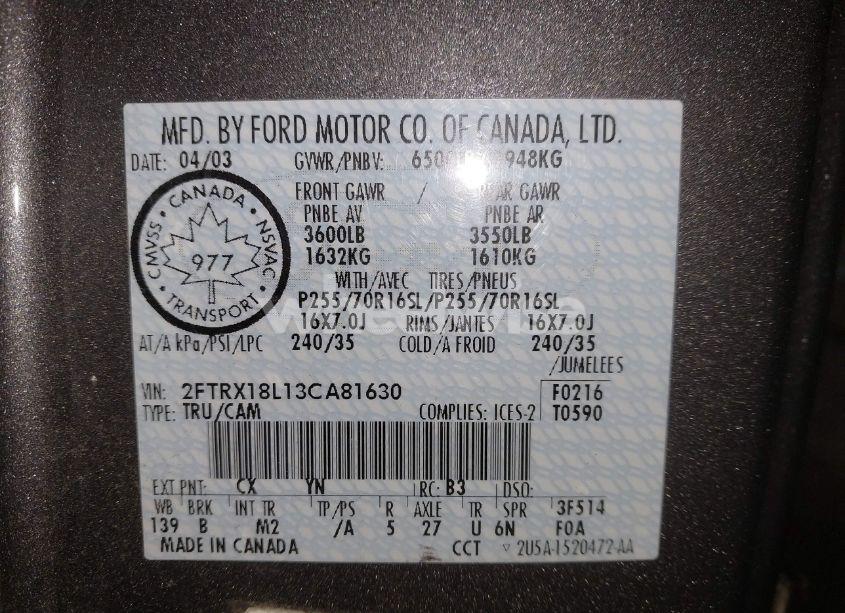 MFD. BY FORD MOTOR CO. OF CANADA, LTD.
DATE: 04/03 GVWR/PNBV: 948KG
FRONT GAWR / GAWR
PNBE AV PNBE AR
3600LB 3550LB
1632KG 1610KG
WITH/AVEC TIRES/PNEUS
P255/70R16SL/P255/70R16SL
16X7.0J RIMS/JANTES 16X7.0J
AT/A kPa/PSI/LPC 240/35 COLD/A FROID 240/35
/JUMELEES
CANADA
CMVSS • NSVAC
977
TRANSPORT
VIN: 2FTRX18L13CA81630 F0216
TYPE: TRU/CAM COMPLIES: ICES-2 T0590
EXT PNT: CX YN RC: B3 DSO:
WB BRK INT TR TP/PS R AXLE TR SPR 3F514
139 B M2 /A 5 27 U 6N F0A
MADE IN CANADA CCT ▽ 2U5A-1520472-AA